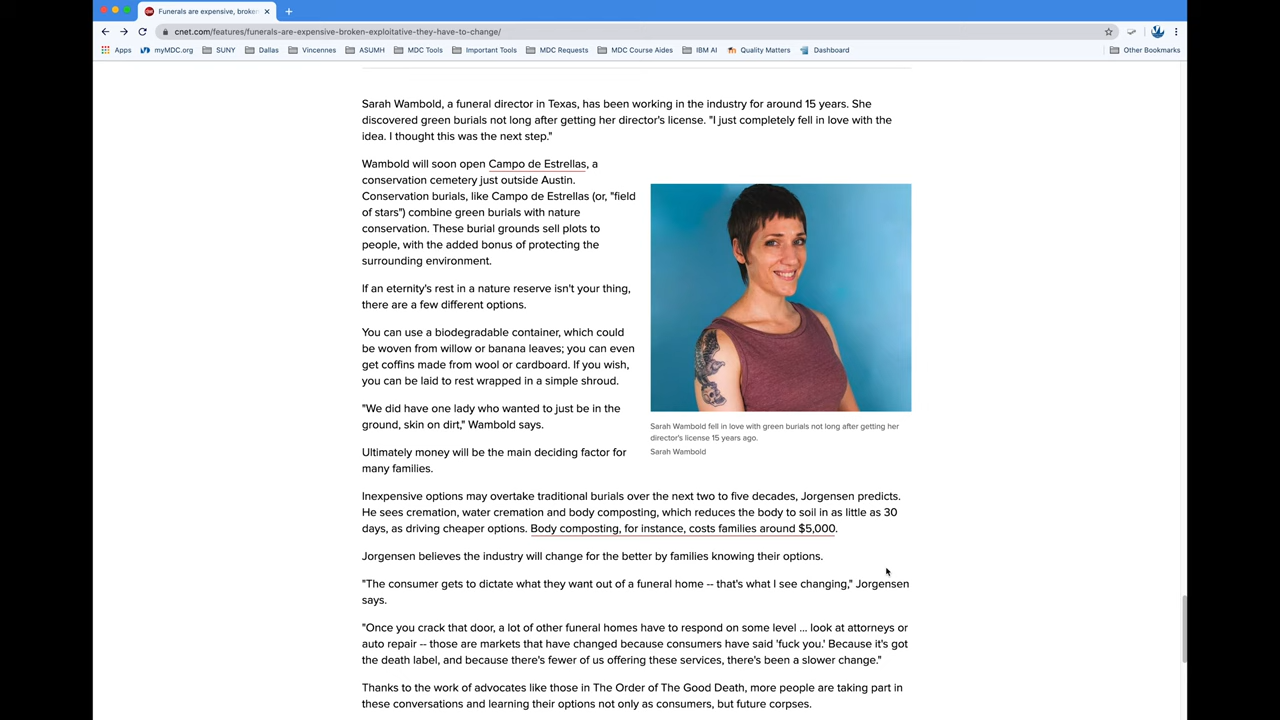 Funerals are expensive, broken
cnet.com/features/funerals-are-expensive-broken-exploitative-they-have-to-change/
Apps myMDC.org SUNY Dallas Vincennes ASUMH MDC Tools Important Tools MDC Requests MDC Course Aides IBM AI Quality Matters Dashboard Other Bookmarks
Sarah Wambold, a funeral director in Texas, has been working in the industry for around 15 years. She
discovered green burials not long after getting her director's license. "I just completely fell in love with the
idea. I thought this was the next step."
Wambold will soon open Campo de Estrellas, a
conservation cemetery just outside Austin.
Conservation burials, like Campo de Estrellas (or, "field
of stars") combine green burials with nature
conservation. These burial grounds sell plots to
people, with the added bonus of protecting the
surrounding environment.
If an eternity's rest in a nature reserve isn't your thing,
there are a few different options.
You can use a biodegradable container, which could
be woven from willow or banana leaves; you can even
get coffins made from wool or cardboard. If you wish,
you can be laid to rest wrapped in a simple shroud.
"We did have one lady who wanted to just be in the
ground, skin on dirt," Wambold says.
Ultimately money will be the main deciding factor for
many families.
Sarah Wambold fell in love with green burials not long after getting her
director's license 15 years ago.
Sarah Wambold
Inexpensive options may overtake traditional burials over the next two to five decades, Jorgensen predicts.
He sees cremation, water cremation and body composting, which reduces the body to soil in as little as 30
days, as driving cheaper options. Body composting, for instance, costs families around $5,000.
Jorgensen believes the industry will change for the better by families knowing their options.
"The consumer gets to dictate what they want out of a funeral home -- that's what I see changing," Jorgensen
says.
"Once you crack that door, a lot of other funeral homes have to respond on some level ... look at attorneys or
auto repair -- those are markets that have changed because consumers have said 'fuck you.' Because it's got
the death label, and because there's fewer of us offering these services, there's been a slower change."
Thanks to the work of advocates like those in The Order of The Good Death, more people are taking part in
these conversations and learning their options not only as consumers, but future corpses.